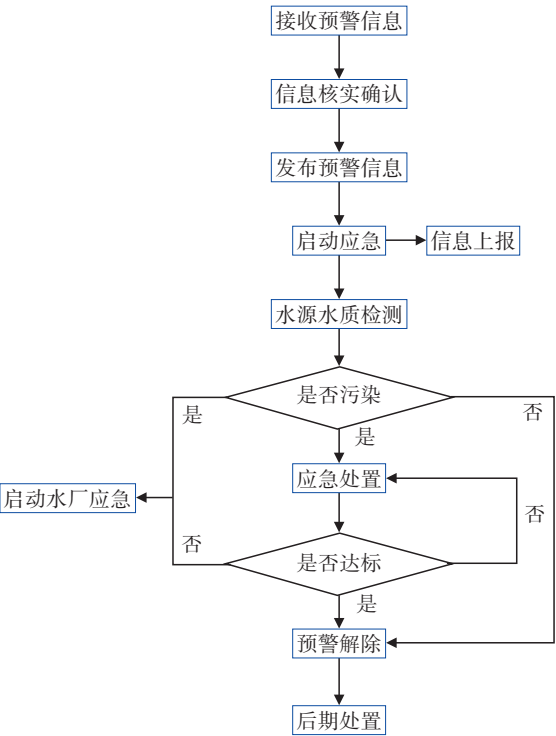 接收预警信息
信息核实确认
发布预警信息
启动应急
信息上报
水源水质检测
是否污染
是
否
是
应急处置
启动水厂应急
否
否
是否达标
是
预警解除
后期处置